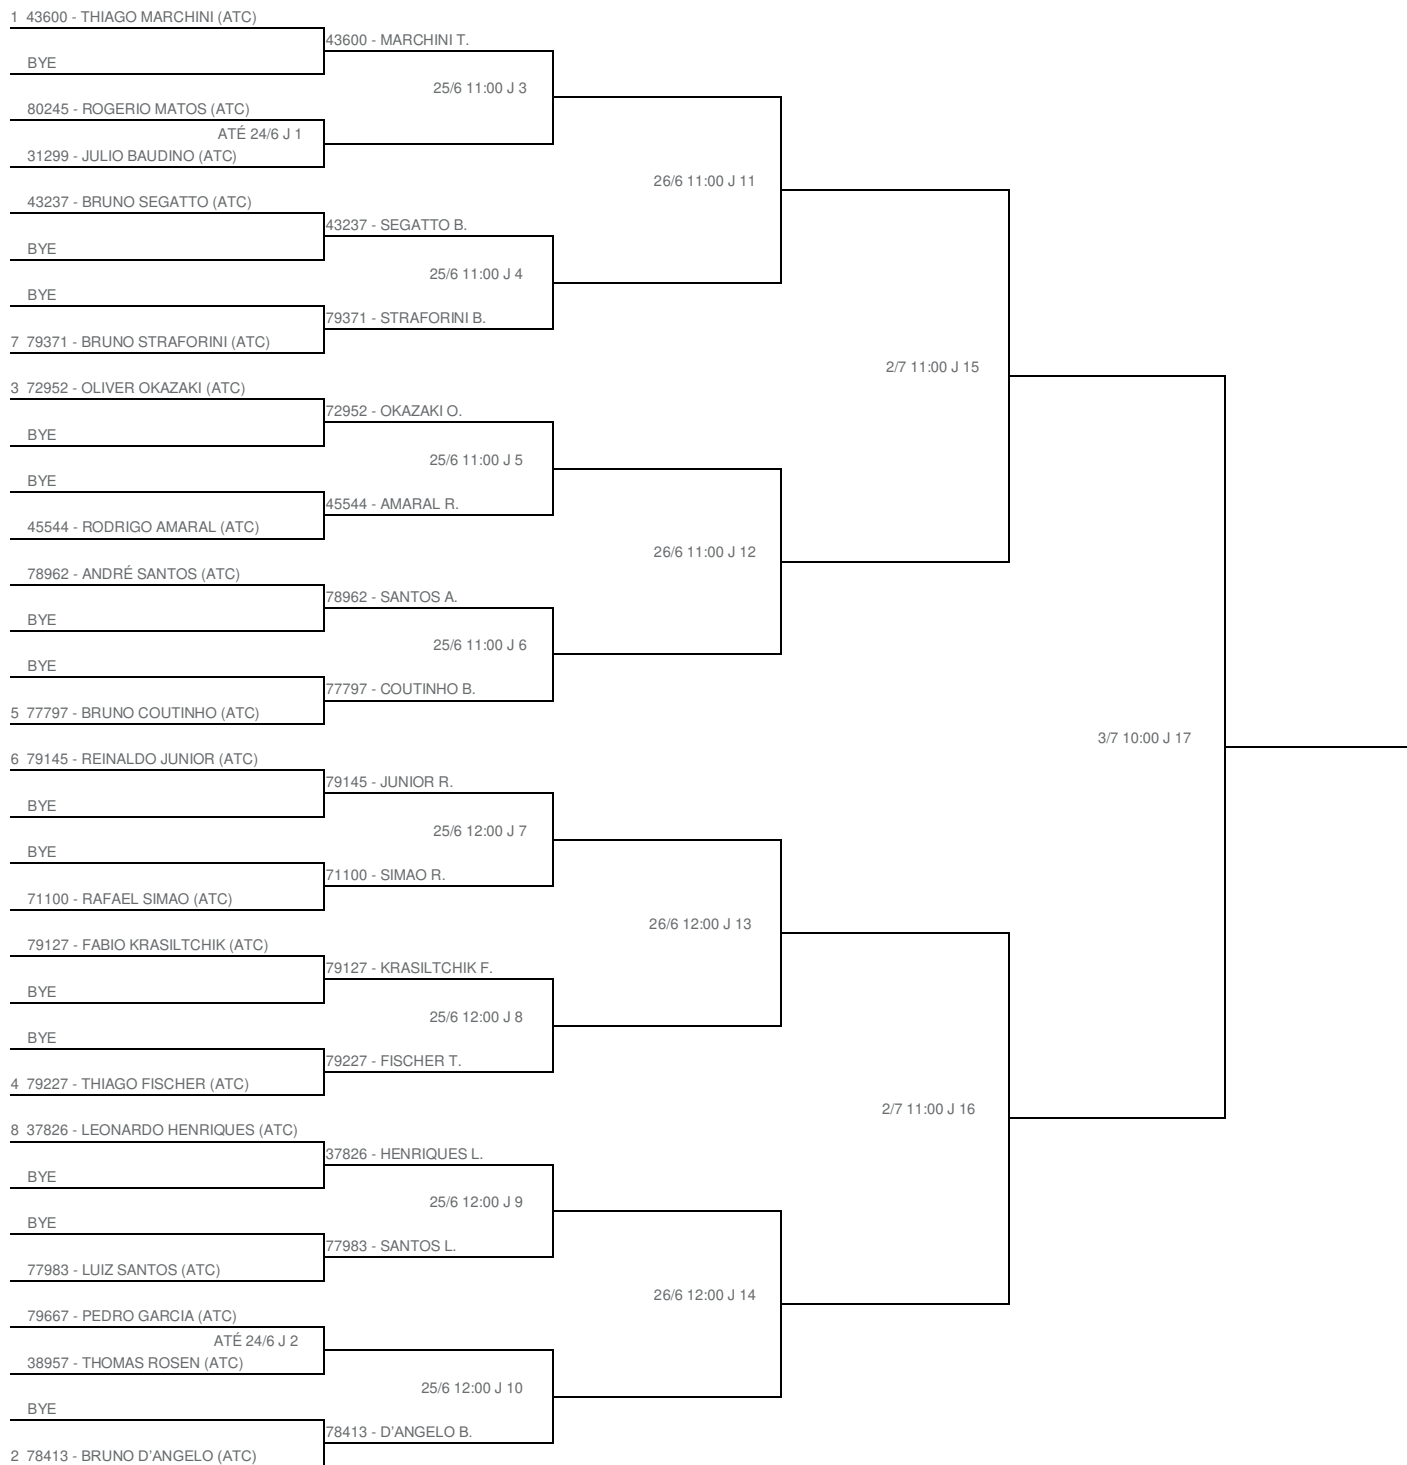 1 43600 - THIAGO MARCHINI (ATC)
43600 - MARCHINI T.
BYE
25/6 11:00 J 3
80245 - ROGERIO MATOS (ATC)
ATÉ 24/6 J 1
31299 - JULIO BAUDINO (ATC)
26/6 11:00 J 11
43237 - BRUNO SEGATTO (ATC)
43237 - SEGATTO B.
BYE
25/6 11:00 J 4
BYE
79371 - STRAFORINI B.
7 79371 - BRUNO STRAFORINI (ATC)
2/7 11:00 J 15
3 72952 - OLIVER OKAZAKI (ATC)
72952 - OKAZAKI O.
BYE
25/6 11:00 J 5
BYE
45544 - AMARAL R.
45544 - RODRIGO AMARAL (ATC)
26/6 11:00 J 12
78962 - ANDRÉ SANTOS (ATC)
78962 - SANTOS A.
BYE
25/6 11:00 J 6
BYE
77797 - COUTINHO B.
5 77797 - BRUNO COUTINHO (ATC)
3/7 10:00 J 17
6 79145 - REINALDO JUNIOR (ATC)
79145 - JUNIOR R.
BYE
25/6 12:00 J 7
BYE
71100 - SIMAO R.
71100 - RAFAEL SIMAO (ATC)
26/6 12:00 J 13
79127 - FABIO KRASILTCHIK (ATC)
79127 - KRASILTCHIK F.
BYE
25/6 12:00 J 8
BYE
79227 - FISCHER T.
4 79227 - THIAGO FISCHER (ATC)
2/7 11:00 J 16
8 37826 - LEONARDO HENRIQUES (ATC)
37826 - HENRIQUES L.
BYE
25/6 12:00 J 9
BYE
77983 - SANTOS L.
77983 - LUIZ SANTOS (ATC)
26/6 12:00 J 14
79667 - PEDRO GARCIA (ATC)
ATÉ 24/6 J 2
38957 - THOMAS ROSEN (ATC)
25/6 12:00 J 10
BYE
78413 - D'ANGELO B.
2 78413 - BRUNO D'ANGELO (ATC)